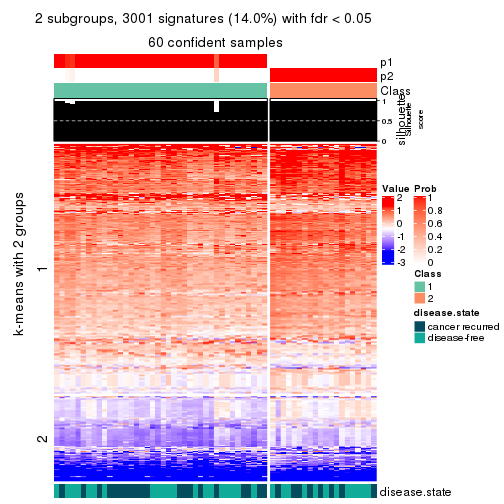 2 subgroups, 3001 signatures (14.0%) with fdr < 0.05
60 confident samples
p1
p2
Class
silhouette
Silhouette
score
1
0.5
0
k-means with 2 groups
1
2
Value
2
1
0
-1
-2
-3
Prob
1
0.8
0.6
0.4
0.2
0
Class
1
2
disease.state
cancer recurred
disease-free
disease.state